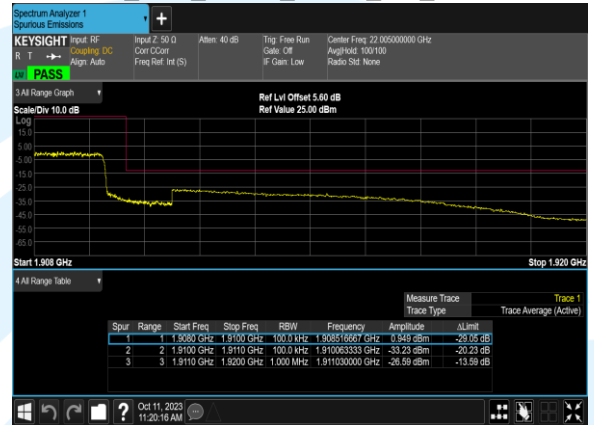 Spectrum Analyzer 1
Spurious Emissions
KEYSIGHT Input: RF Input Z: 50 Ω Atten: 40 dB Trig: Free Run Center Freq: 22.005000000 GHz
Coupling: DC Corr CCorr Gate: Off Avg|Hold: 100/100
R T Align: Auto Freq Ref: Int (S) IF Gain: Low Radio Std: None
PASS
3 All Range Graph
Ref Lvl Offset 5.60 dB
Scale/Div 10.0 dB Ref Value 25.00 dBm
Log
15.0
5.00
-5.00
-15.0
-25.0
-35.0
-45.0
-55.0
-65.0
Start 1.908 GHz Stop 1.920 GHz
4 All Range Table
Measure Trace Trace 1
Trace Type Trace Average (Active)
Spur Range Start Freq Stop Freq RBW Frequency Amplitude ΔLimit
1 1 1.9080 GHz 1.9100 GHz 100.0 kHz 1.908516667 GHz 0.949 dBm -29.05 dB
2 2 1.9100 GHz 1.9110 GHz 100.0 kHz 1.910063333 GHz -33.23 dBm -20.23 dB
3 3 1.9110 GHz 1.9200 GHz 1.000 MHz 1.911030000 GHz -26.59 dBm -13.59 dB
Oct 11, 2023
11:20:16 AM